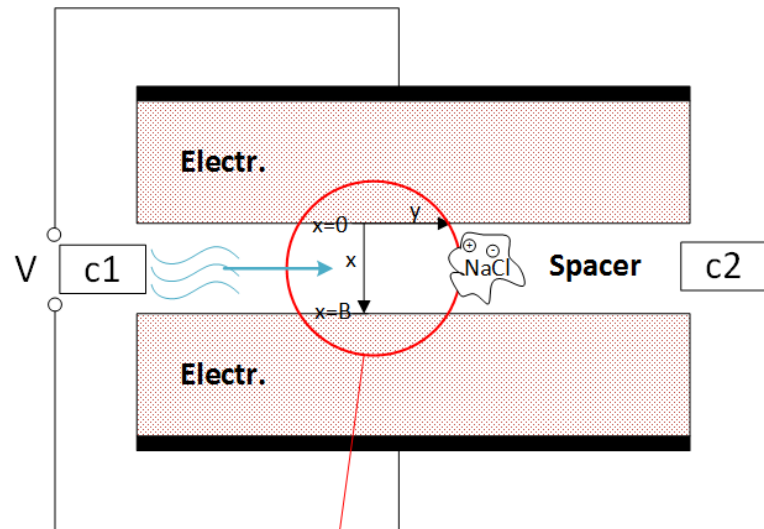 Electr.
y
x=0
V
c1
x
+
-
NaCl
Spacer
c2
x=B
Electr.